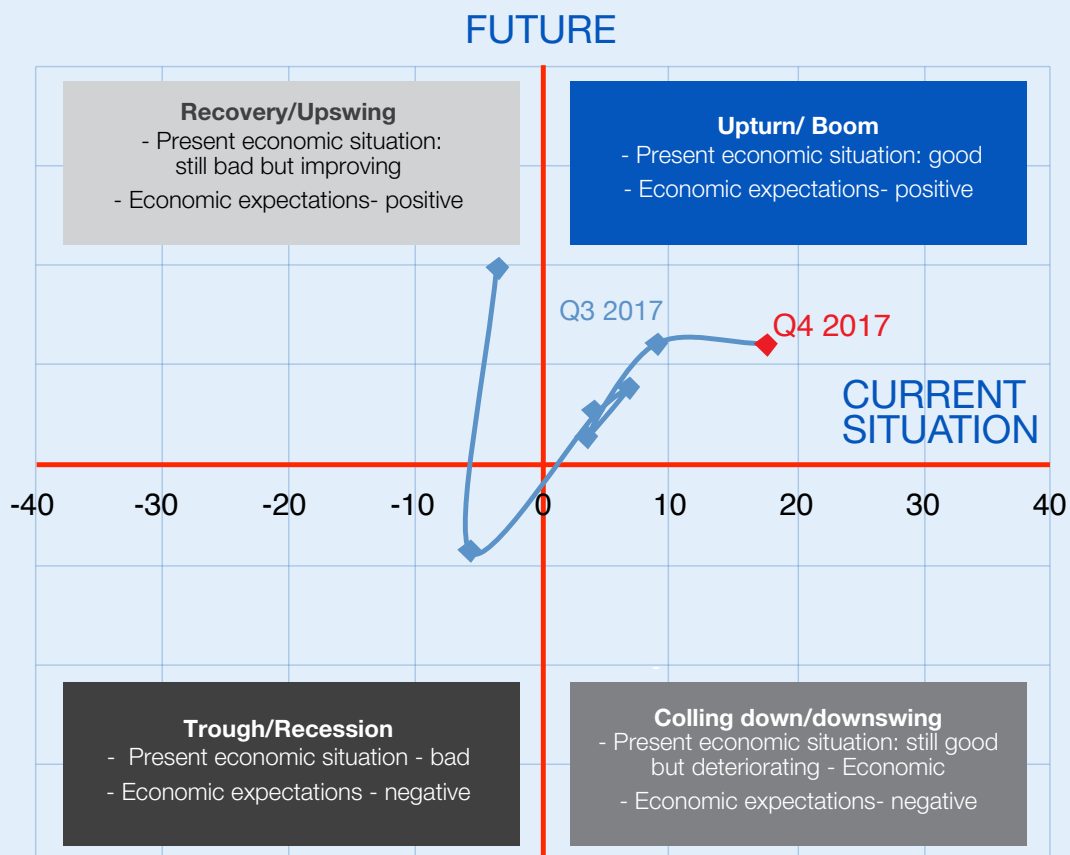 FUTURE
Recovery/Upswing
- Present economic situation:
still bad but improving
- Economic expectations- positive
Upturn/ Boom
- Present economic situation: good
- Economic expectations- positive
Q3 2017
Q4 2017
CURRENT
SITUATION
-40 -30 -20 -10 0 10 20 30 40
Trough/Recession
- Present economic situation - bad
- Economic expectations - negative
Colling down/downswing
- Present economic situation: still good
but deteriorating - Economic
- Economic expectations- negative